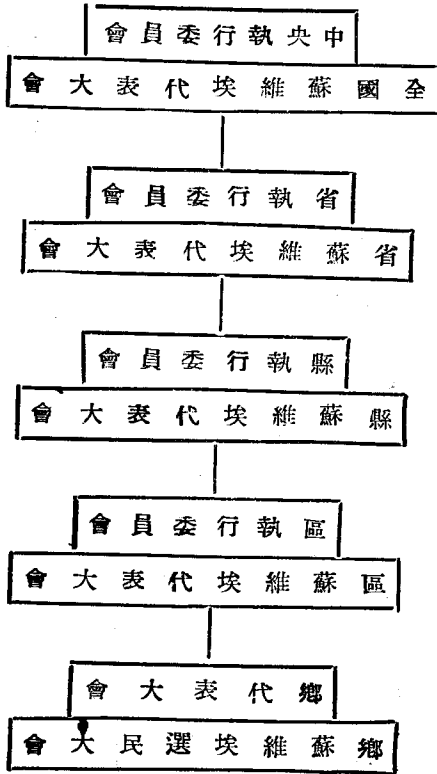 中央執行委員會
全國蘇維埃代表大會
省執行委員會
省蘇維埃代表大會
縣執行委員會
縣蘇維埃代表大會
區執行委員會
區蘇維埃代表大會
鄉代表大會
鄉蘇維埃選民大會